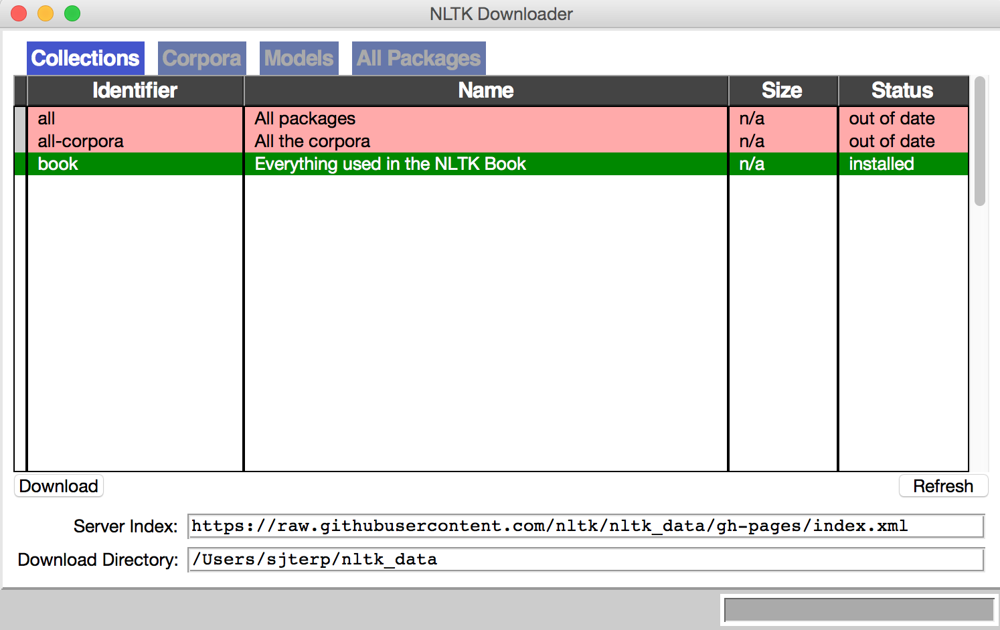 NLTK Downloader
Collections Corpora Models All Packages
Identifier Name Size Status
all All packages n/a out of date
all-corpora All the corpora n/a out of date
book Everything used in the NLTK Book n/a installed
Download Refresh
Server Index: https://raw.githubusercontent.com/nltk/nltk_data/gh-pages/index.xml
Download Directory: /Users/sjterp/nltk_data